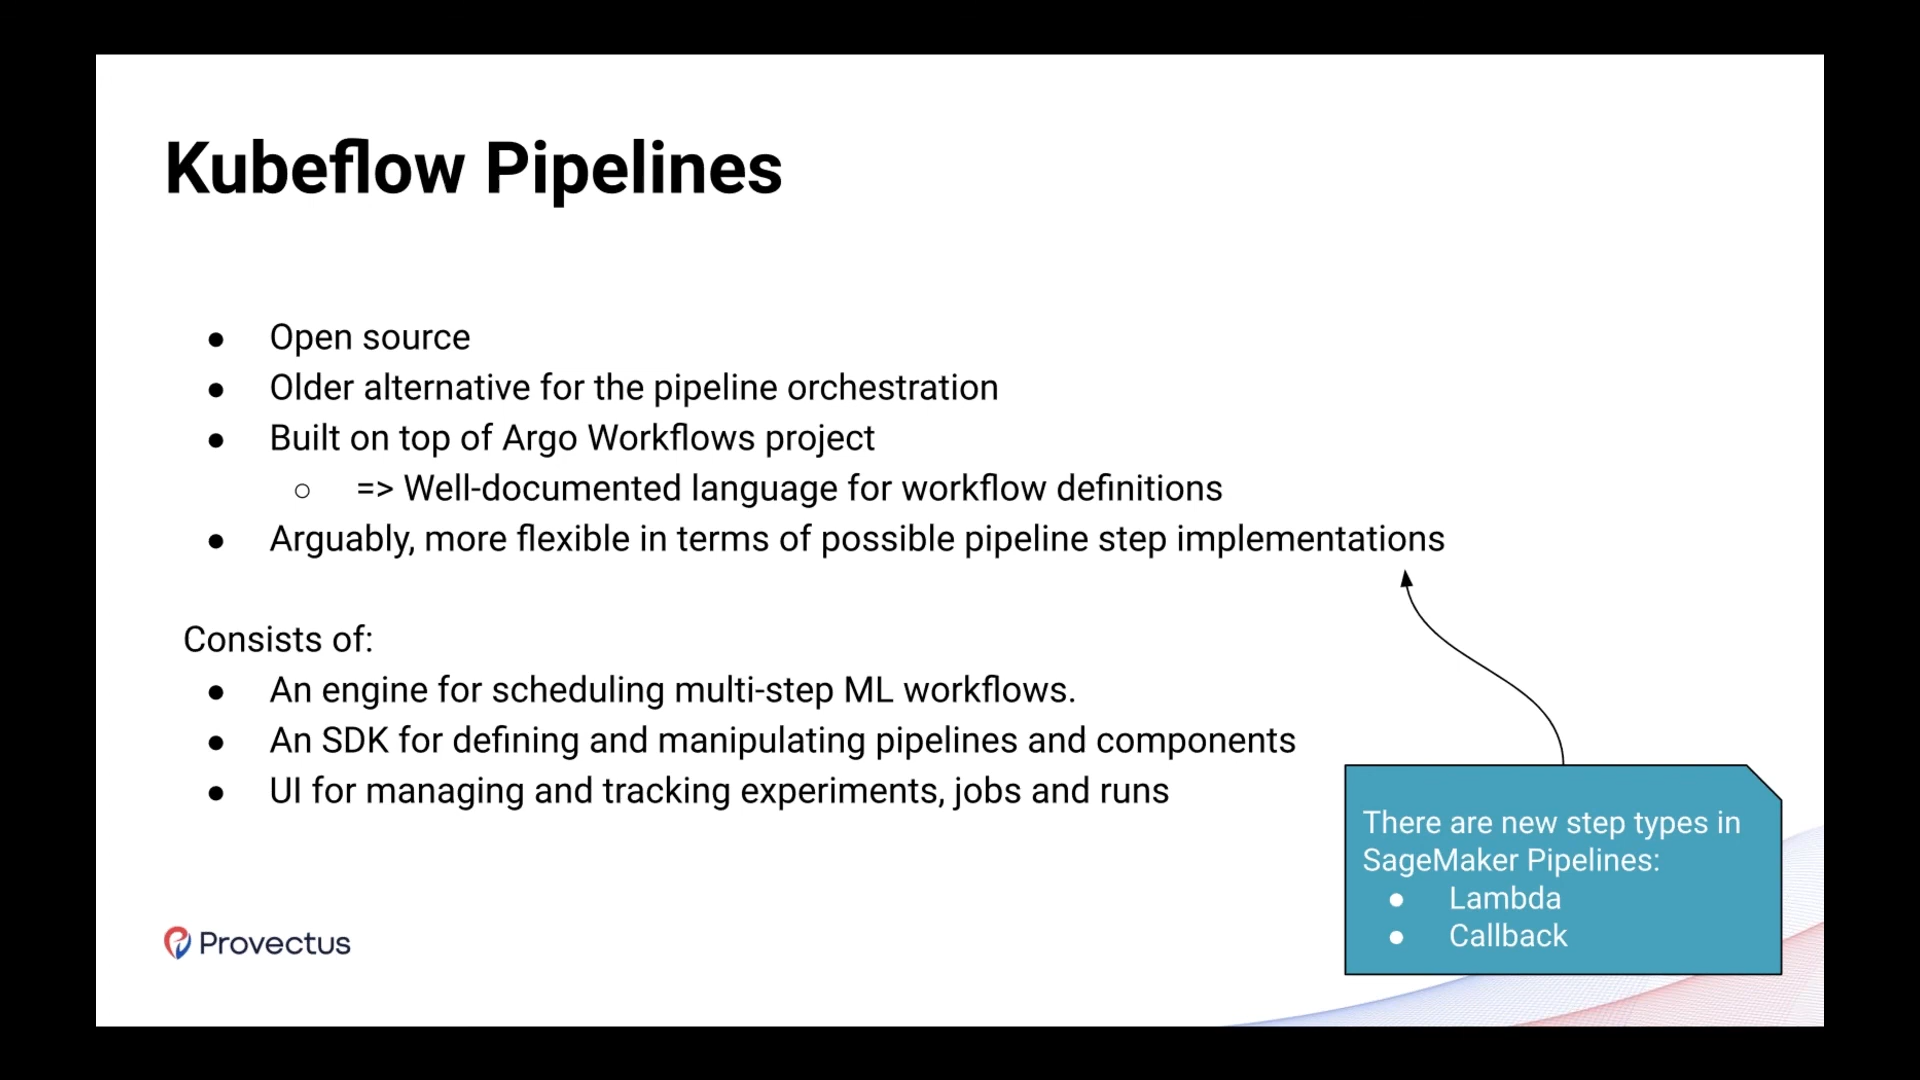 Kubeflow Pipelines
● Open source
● Older alternative for the pipeline orchestration
● Built on top of Argo Workflows project
○ => Well-documented language for workflow definitions
● Arguably, more flexible in terms of possible pipeline step implementations
Consists of:
● An engine for scheduling multi-step ML workflows.
● An SDK for defining and manipulating pipelines and components
● UI for managing and tracking experiments, jobs and runs
There are new step types in
SageMaker Pipelines:
● Lambda
● Callback
Provectus